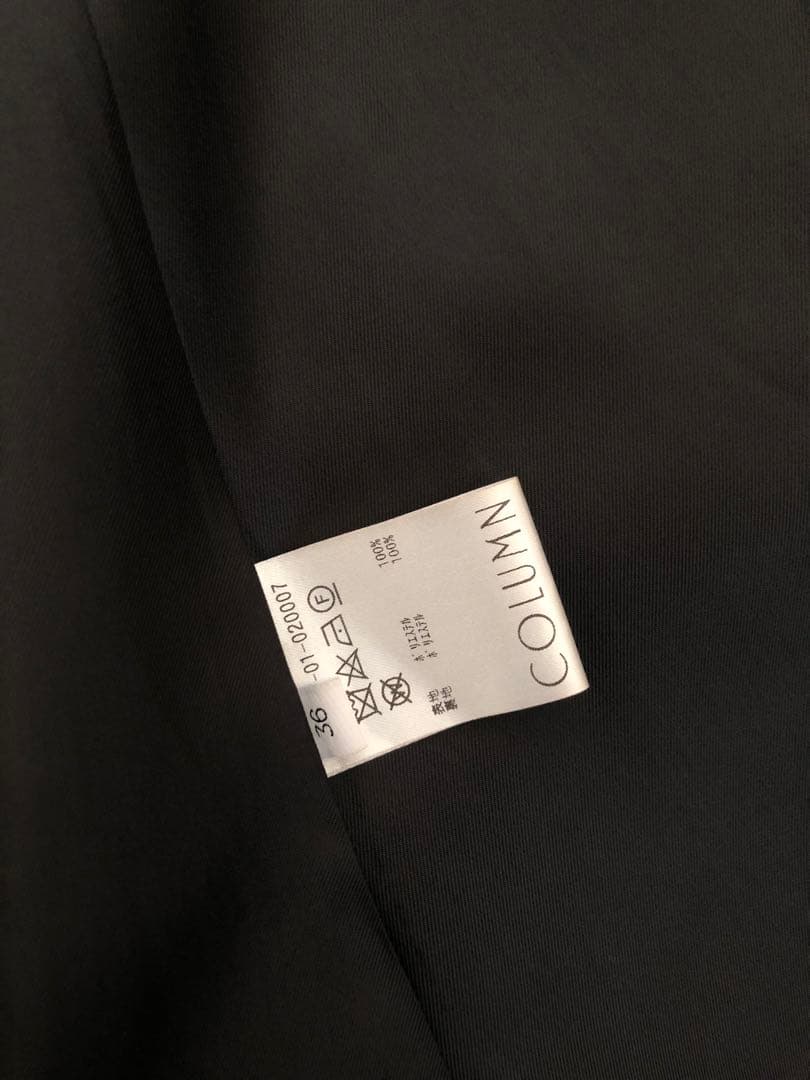 COLUMN
表地 ポリエステル 100%
裏地 ポリエステル 100%
W
F
-01-020007
36